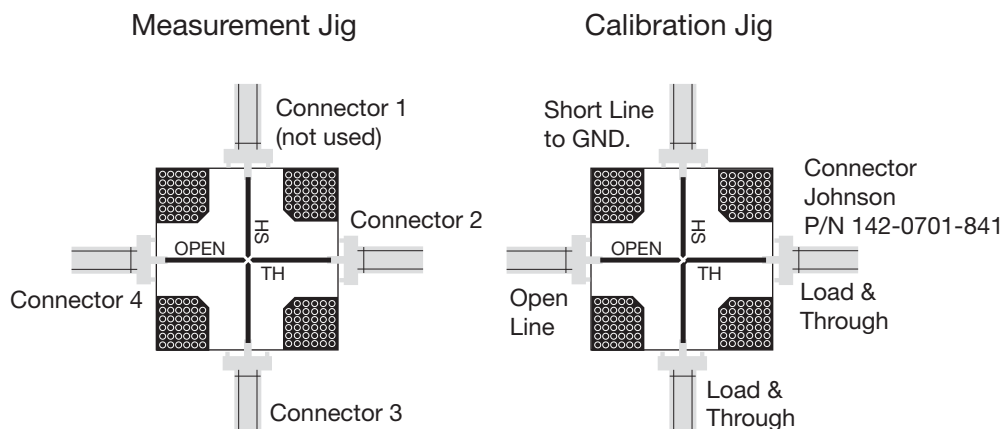 Measurement Jig
Connector 1
(not used)
Connector 2
SH
OPEN
TH
Connector 4
Connector 3
Calibration Jig
Short Line
to GND.
Connector
Johnson
P/N 142-0701-841
SH
OPEN
TH
Open
Line
Load &
Through
Load &
Through